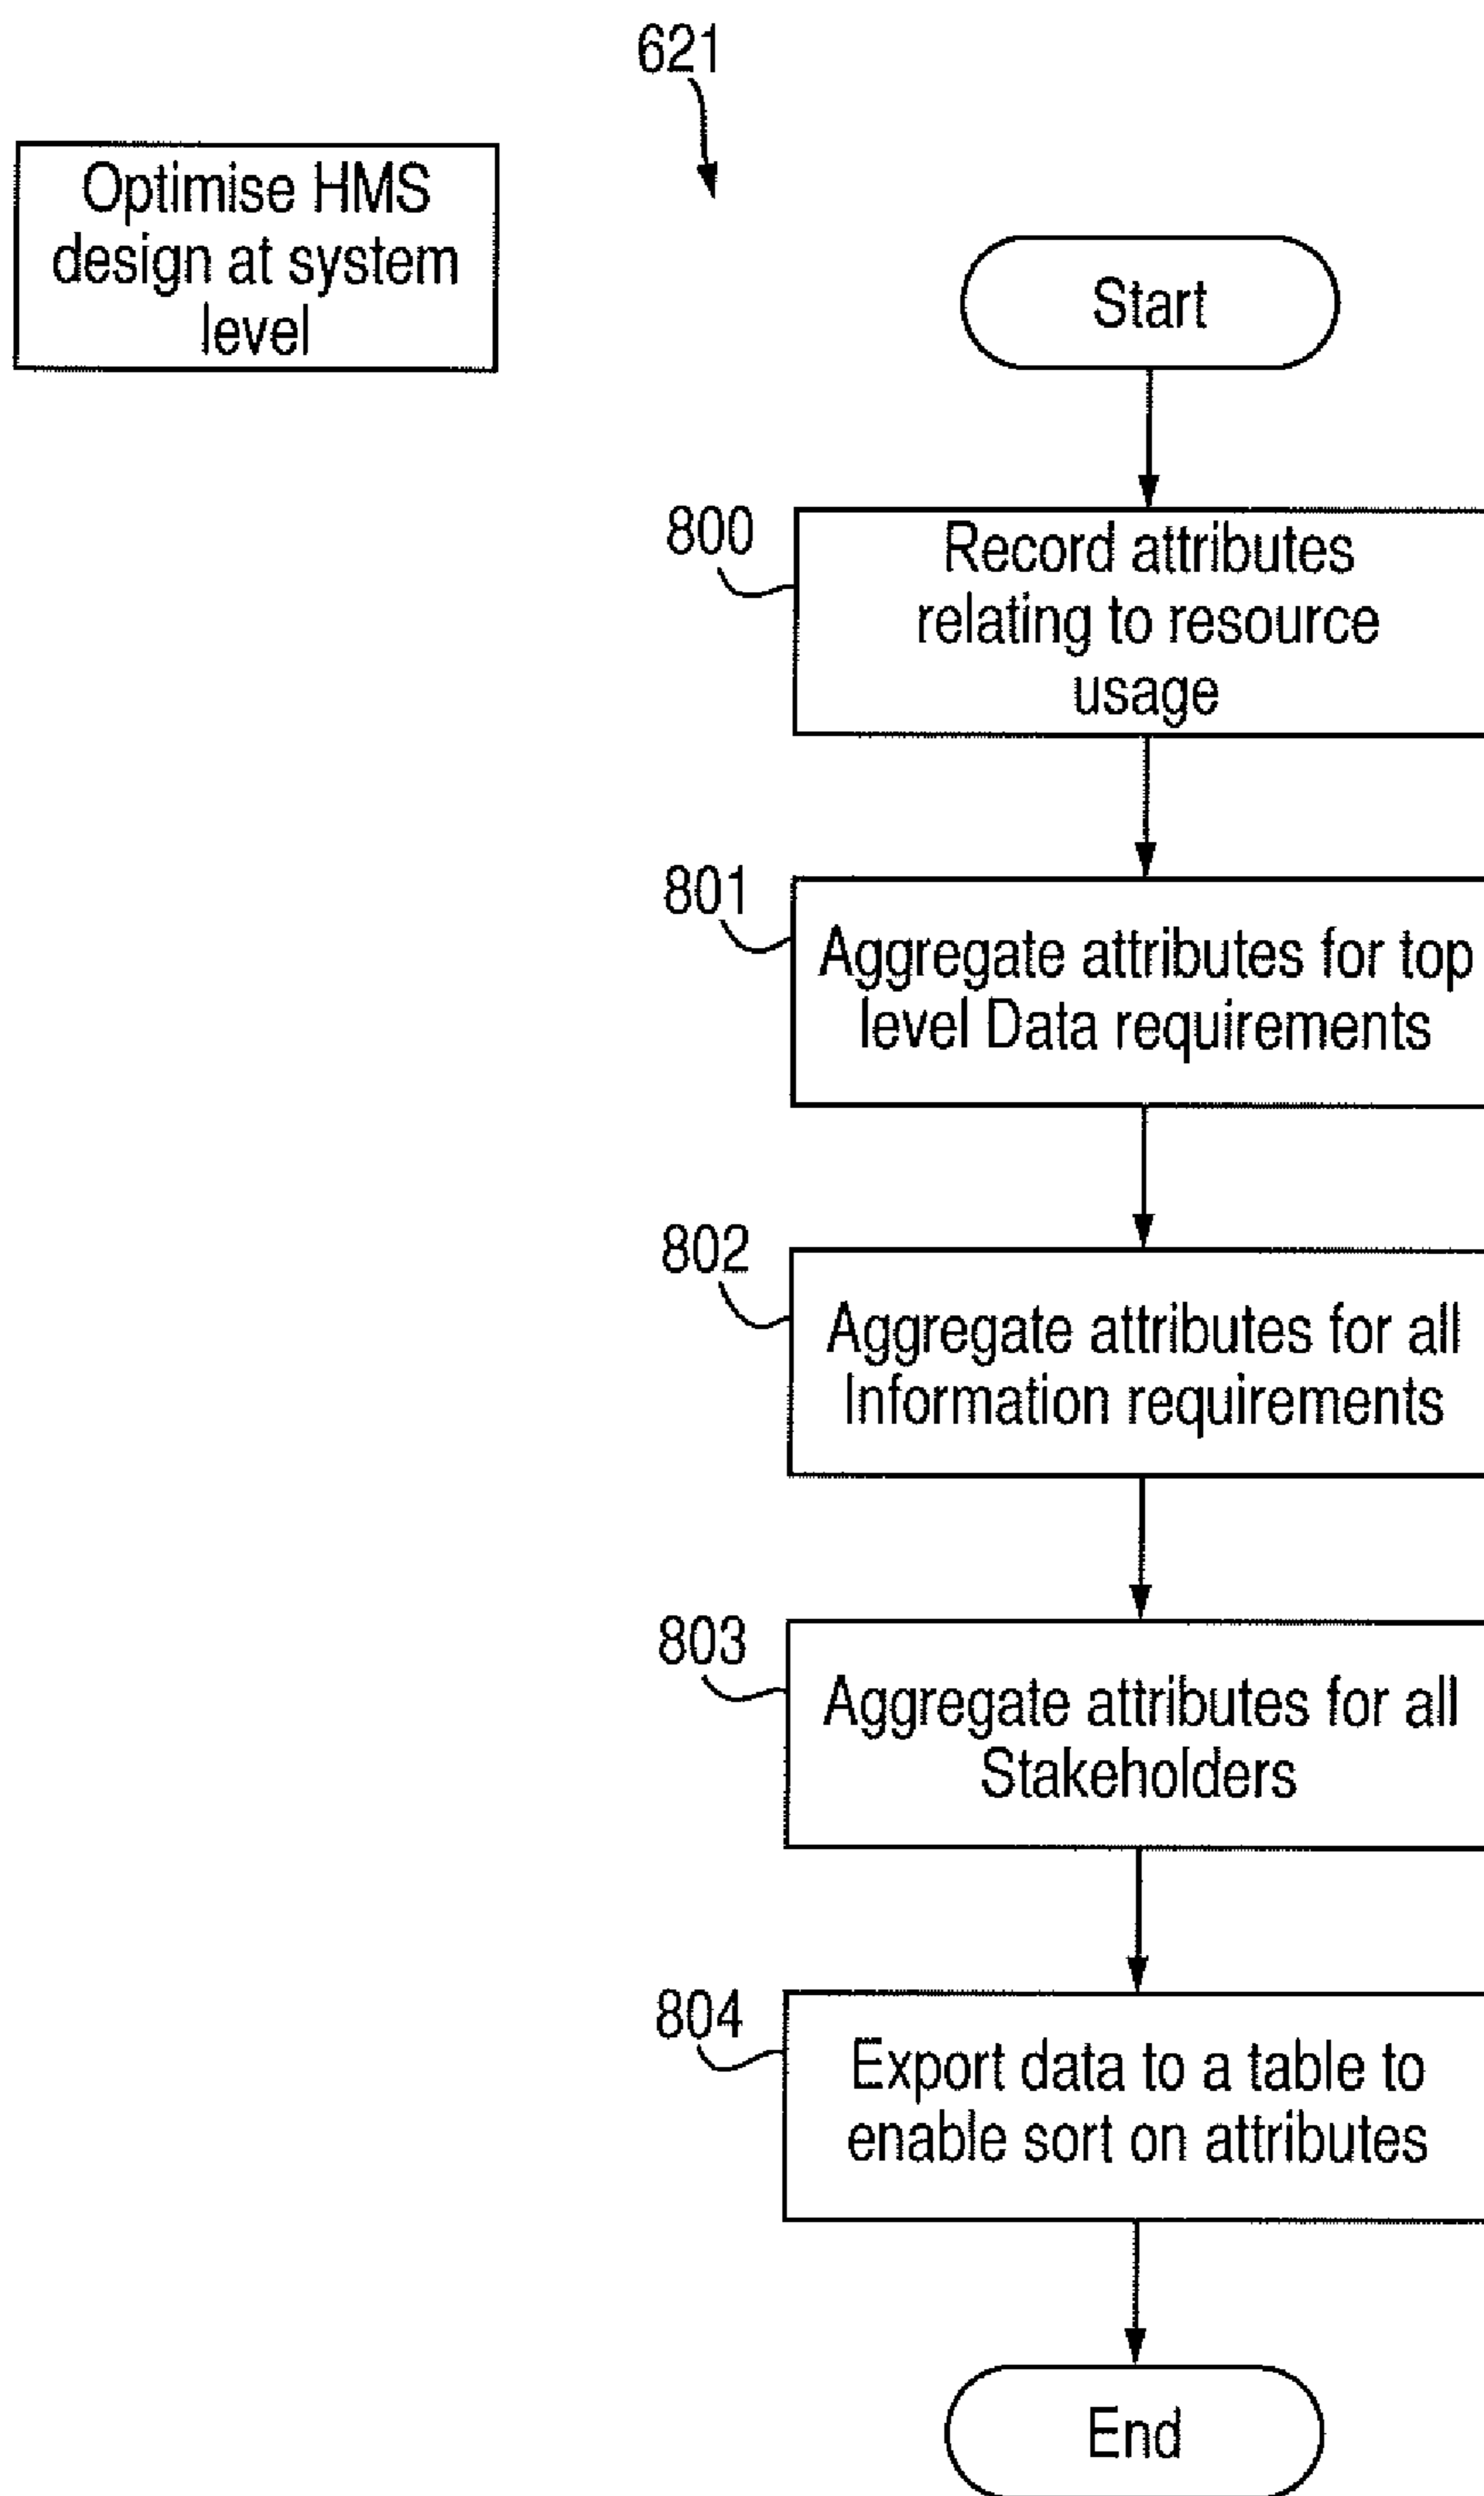 621
Optimise HMS
design at system
level
Start
800
Record attributes
relating to resource
usage
801
Aggregate attributes for top
level Data requirements
802
Aggregate attributes for all
Information requirements
803
Aggregate attributes for all
Stakeholders
804
Export data to a table to
enable sort on attributes
End